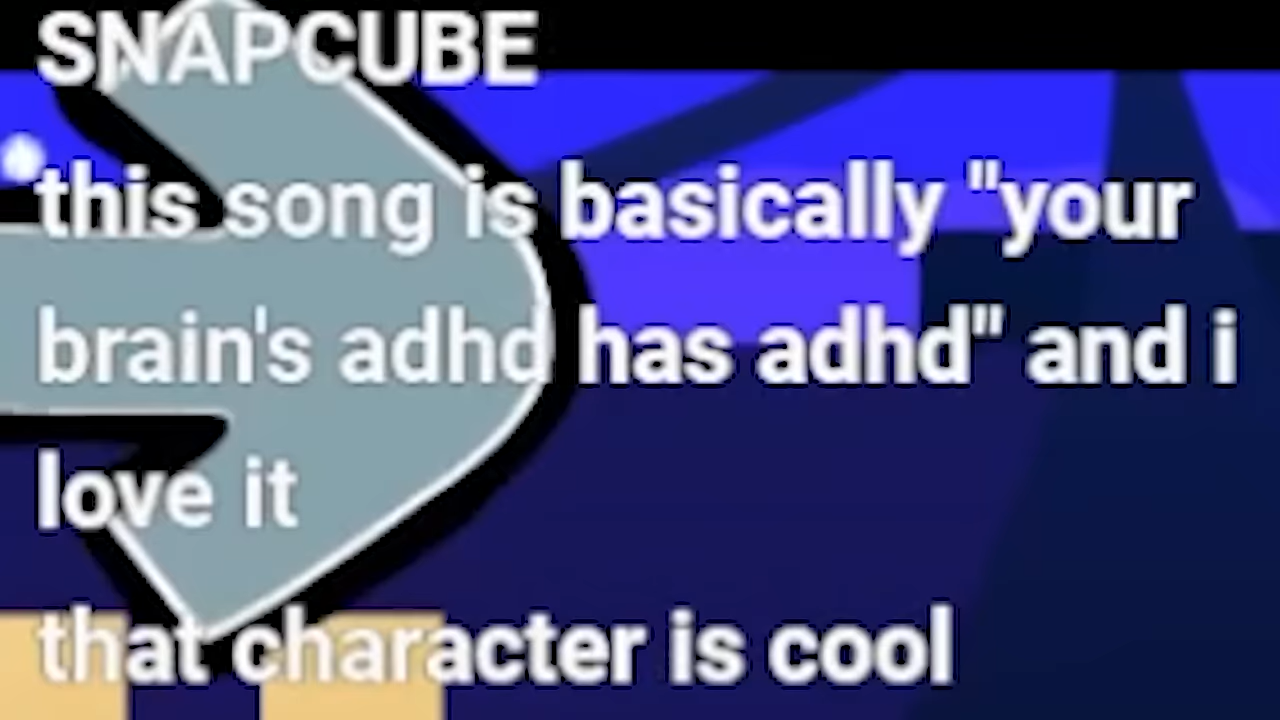 SNAPCUBE
this song is basically "your
brain's adhd has adhd" and i
love it
that character is cool